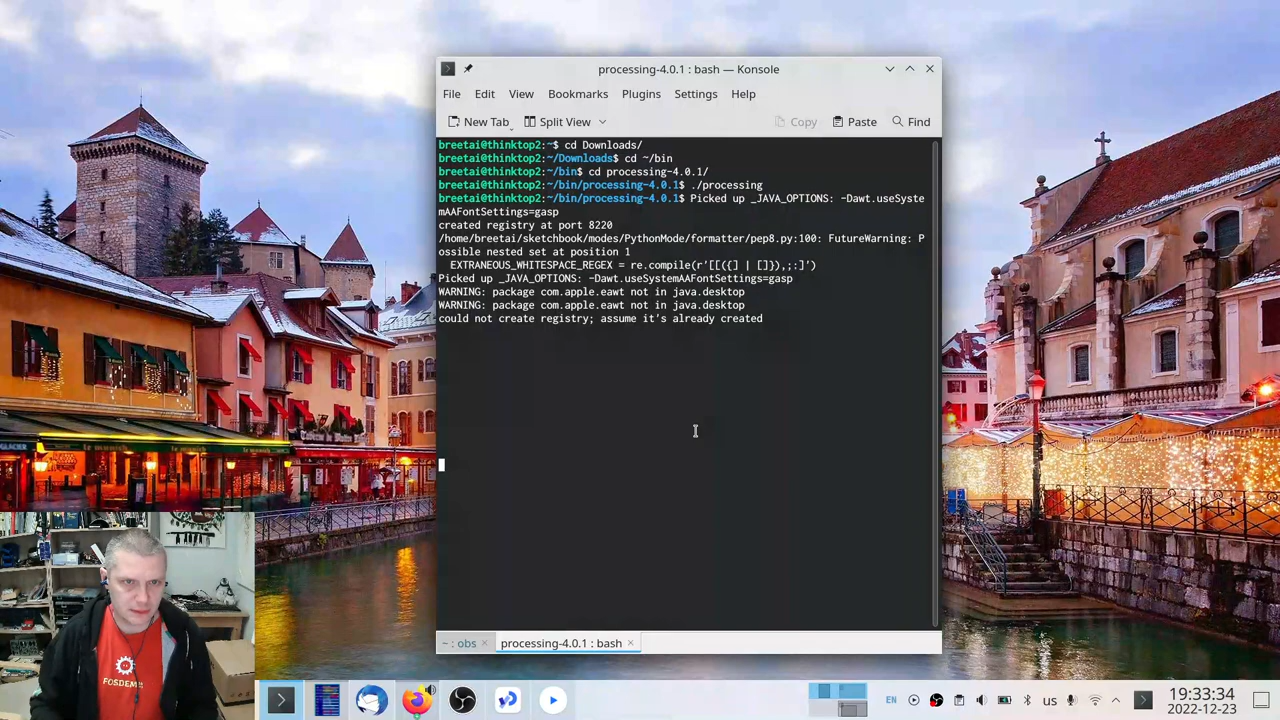 processing-4.0.1 : bash — Konsole
File Edit View Bookmarks Plugins Settings Help
New Tab Split View Copy Paste Find
breetai@thinktop2:~$ cd Downloads/
breetai@thinktop2:~/Downloads$ cd ~/bin
breetai@thinktop2:~/bin$ cd processing-4.0.1/
breetai@thinktop2:~/bin/processing-4.0.1$ ./processing
breetai@thinktop2:~/bin/processing-4.0.1$ Picked up _JAVA_OPTIONS: -Dawt.useSyste
mAAFontSettings=gasp
created registry at port 8220
/home/breetai/sketchbook/modes/PythonMode/formatter/pep8.py:100: FutureWarning: P
ossible nested set at position 1
EXTRANEOUS_WHITESPACE_REGEX = re.compile(r'[[({] | []}),;:]')
Picked up _JAVA_OPTIONS: -Dawt.useSystemAAFontSettings=gasp
WARNING: package com.apple.eawt not in java.desktop
WARNING: package com.apple.eawt not in java.desktop
could not create registry; assume it's already created
~ : obs processing-4.0.1 : bash
FOSDEM
EN us 19:33:34
2022-12-23